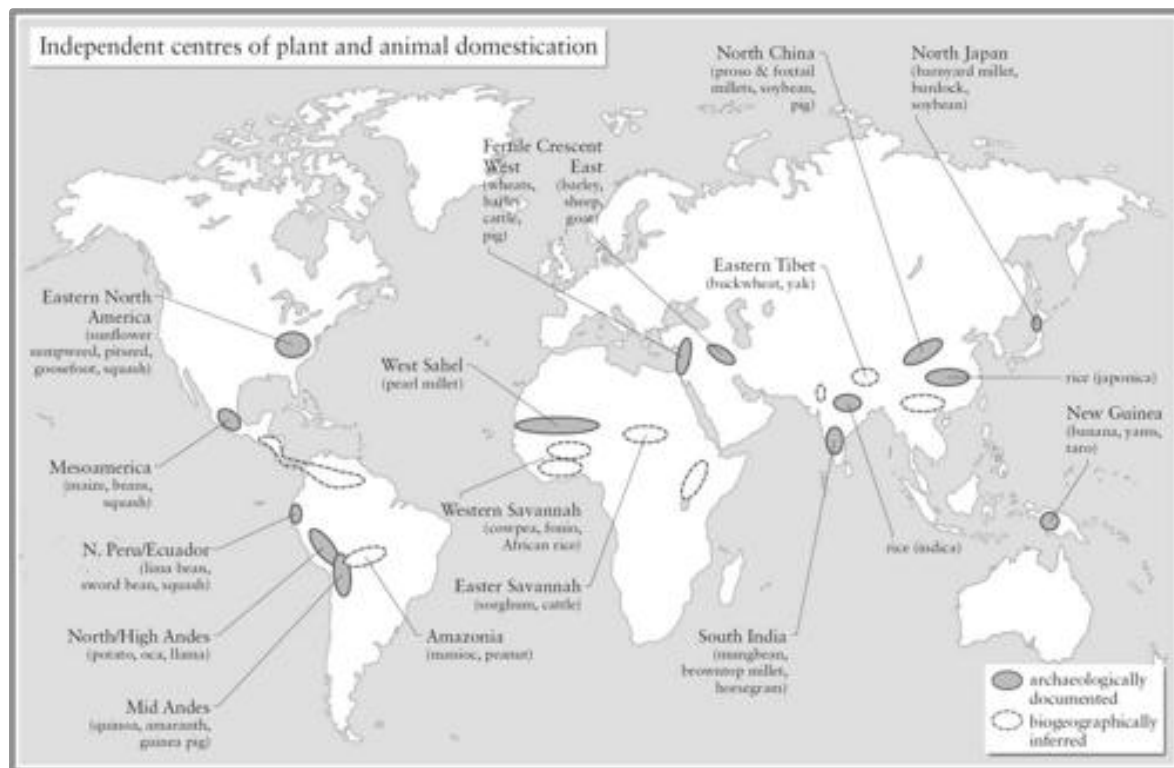 Independent centres of plant and animal domestication
North China
(proso & foxtail
millets, soybean,
pig)
North Japan
(barnyard millet,
burdock,
soybean)
Fertile Crescent
West
(wheats,
barley
cattle,
pig)
East
(barley,
sheep,
goat)
Eastern Tibet
(buckwheat, yak)
Eastern North
America
(sunflower
sumpweed, pitseed,
goosefoot, squash)
West Sahel
(pearl millet)
rice (japonica)
New Guinea
(banana, yams,
taro)
Mesoamerica
(maize, beans,
squash)
Western Savannah
(cowpea, fonio,
African rice)
rice (indica)
N. Peru/Ecuador
(lima bean,
sword bean, squash)
Easter Savannah
(sorghum, cattle)
North/High Andes
(potato, oca, llama)
Amazonia
(manioc, peanut)
South India
(mungbean,
browntop millet,
horsegram)
Mid Andes
(quinoa, amaranth,
guinea pig)
archaeologically
documented
biogeographically
inferred